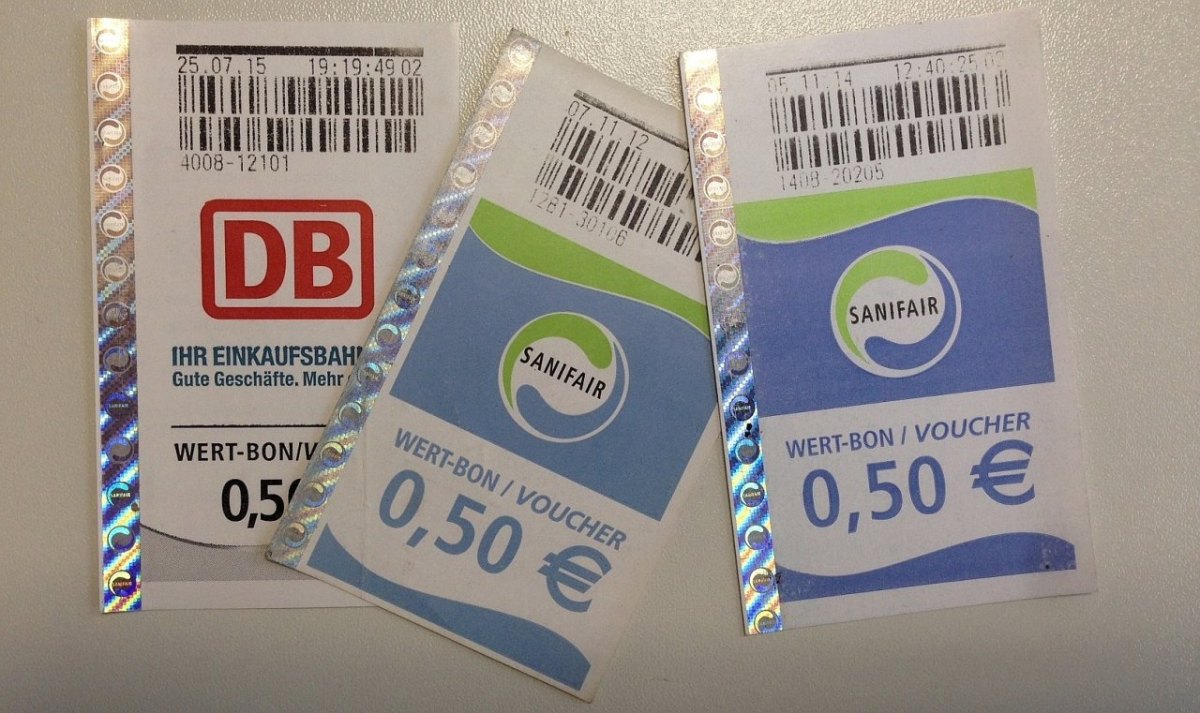 25.07.15 19:19:49 02
4008-12101
DB
IHR EINKAUFSBAH
Gute Geschäfte. Mehr
WERT-BON/V
0,50
07.11.12
1281-30106
SANIFAIR
WERT-BON / VOUCHER
0,50 €
05 11 14 12:40:25 02
1408-20205
SANIFAIR
WERT-BON / VOUCHER
0,50 €